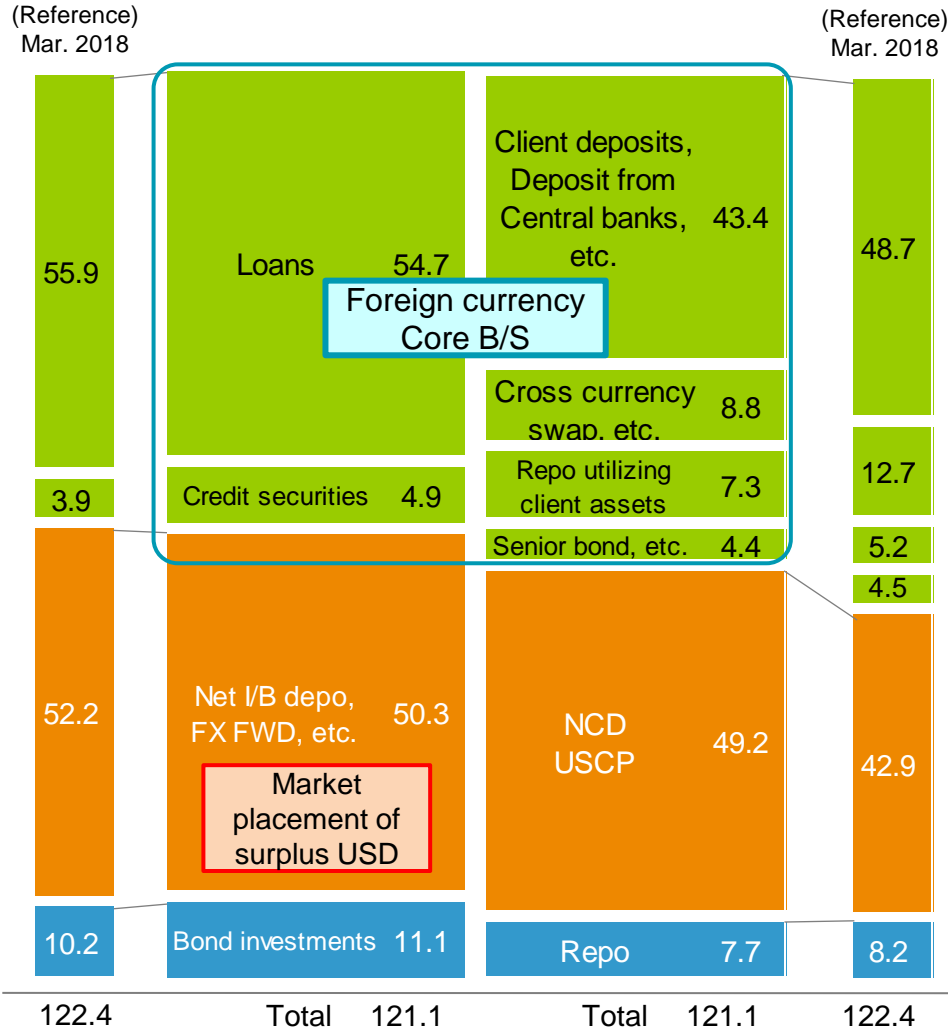 (Reference)
Mar. 2018
(Reference)
Mar. 2018
55.9
3.9
52.2
10.2
122.4
Loans 54.7
Foreign currency
Core B/S
Credit securities 4.9
Net I/B depo,
FX FWD, etc. 50.3
Market
placement of
surplus USD
Bond investments 11.1
Total 121.1
Client deposits,
Deposit from
Central banks, 43.4
etc.
Cross currency
swap, etc. 8.8
Repo utilizing
client assets 7.3
Senior bond, etc. 4.4
NCD
USCP 49.2
Repo 7.7
Total 121.1
48.7
12.7
5.2
4.5
42.9
8.2
122.4